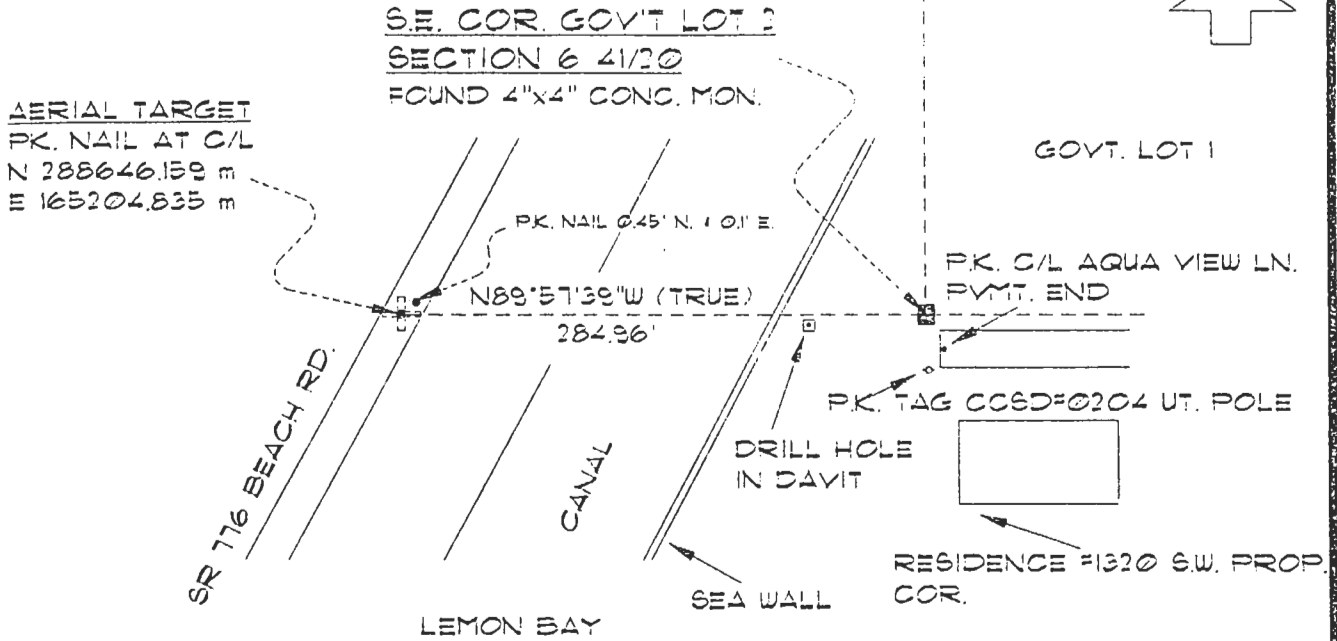 S.E. COR. GOV'T LOT 2
SECTION 6 41/20
FOUND 4"x4" CONC. MON.
AERIAL TARGET
PK. NAIL AT C/L
N 288646.159 m
E 165204.835 m
GOVT. LOT 1
P.K. NAIL 0.45' N. & 0.1' E.
N89°57'39"W (TRUE)
284.96'
P.K. C/L AQUA VIEW LN.
PVMT. END
P.K. TAG CCSD#0204 UT. POLE
DRILL HOLE
IN DAVIT
SR 776 BEACH RD.
CANAL
RESIDENCE #1320 S.W. PROP.
COR.
SEA WALL
LEMON BAY